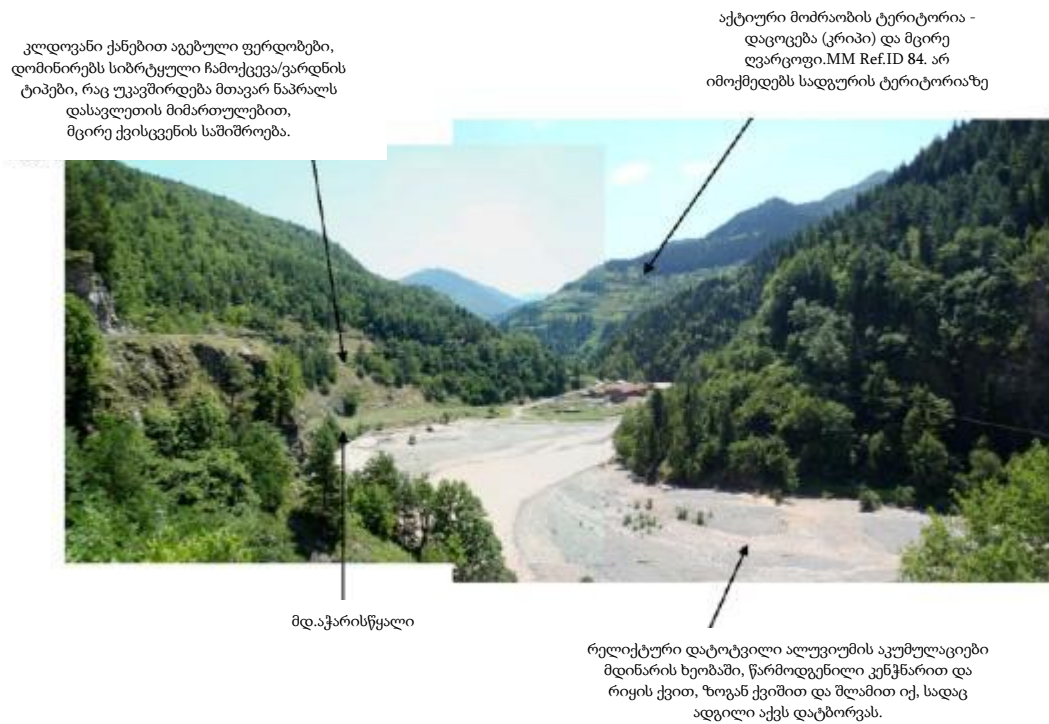 კლდოვანი ქანებით აგებული ფერდობები,
დომინირებს სიბრტყული ჩამოქცევა/ვარდნის
ტიპები, რაც უკავშირდება მთავარ ნაპრალს
დასავლეთის მიმართულებით,
მცირე ქვისცვენის საშიშროება.
აქტიური მოძრაობის ტერიტორია -
დაცოცება (კრიპი) და მცირე
ღვარცოფი.MM Ref.ID 84. არ
იმოქმედებს სადგურის ტერიტორიაზე
მდ.აჭარისწყალი
რელიქტური დატოტვილი ალუვიუმის აკუმულაციები
მდინარის ხეობაში, წარმოდგენილი კენჭნარით და
რიყის ქვით, ზოგან ქვიშით და შლამით იქ, სადაც
ადგილი აქვს დატბორვას.